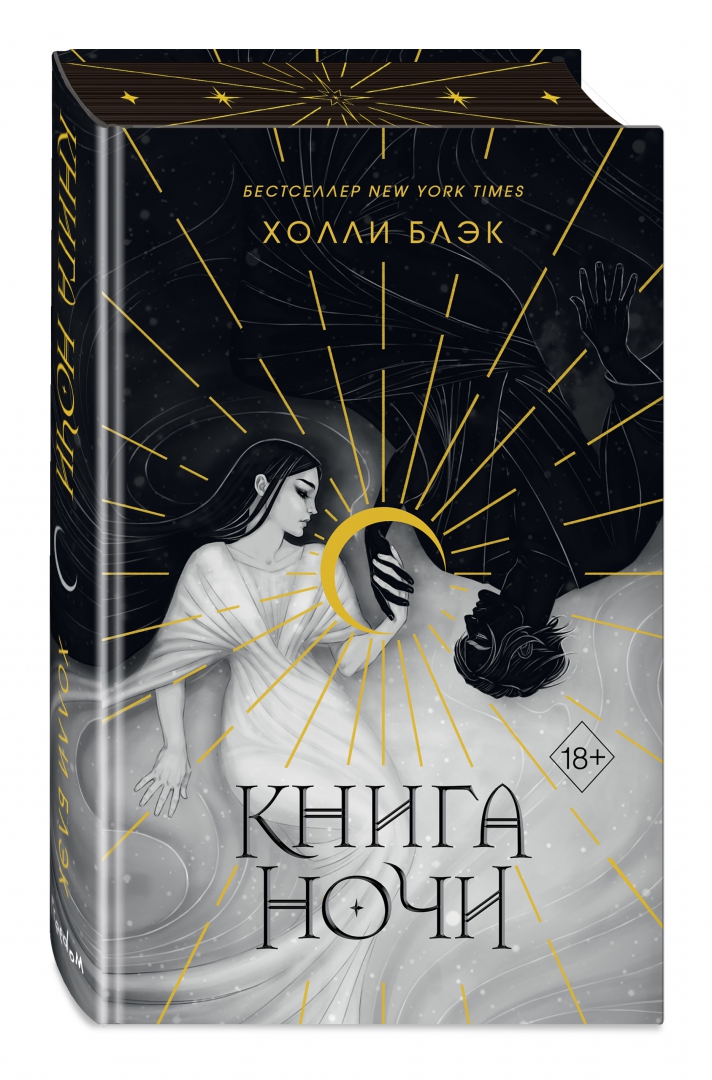 БЕСТСЕЛЛЕР NEW YORK TIMES
ХОЛЛИ БЛЭК
18+
КНИГА
НОЧИ
КНИГА НОЧИ
ХОЛЛИ БЛЭК